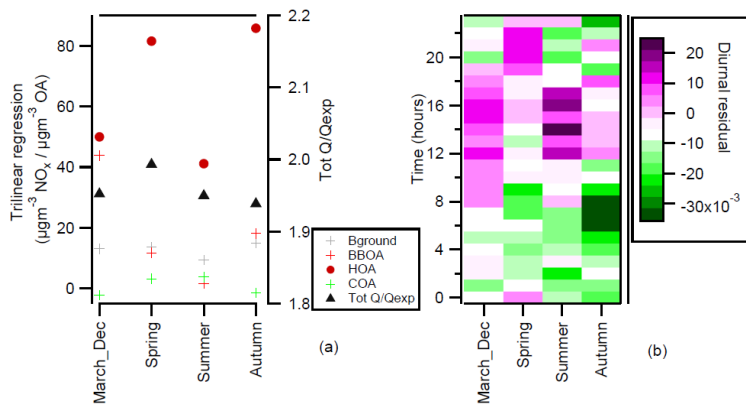 Trilinear regression
(µgm⁻³ NOₓ / µgm⁻³ OA)
80
60
40
20
0
2.2
2.1
2.0
1.9
1.8
Tot Q/Qexp
March_Dec
Spring
Summer
Autumn
Bground
BBOA
HOA
COA
Tot Q/Qexp
(a)
Time (hours)
20
16
12
8
4
0
March_Dec
Spring
Summer
Autumn
20
10
0
-10
-20
-30x10⁻³
Diurnal residual
(b)